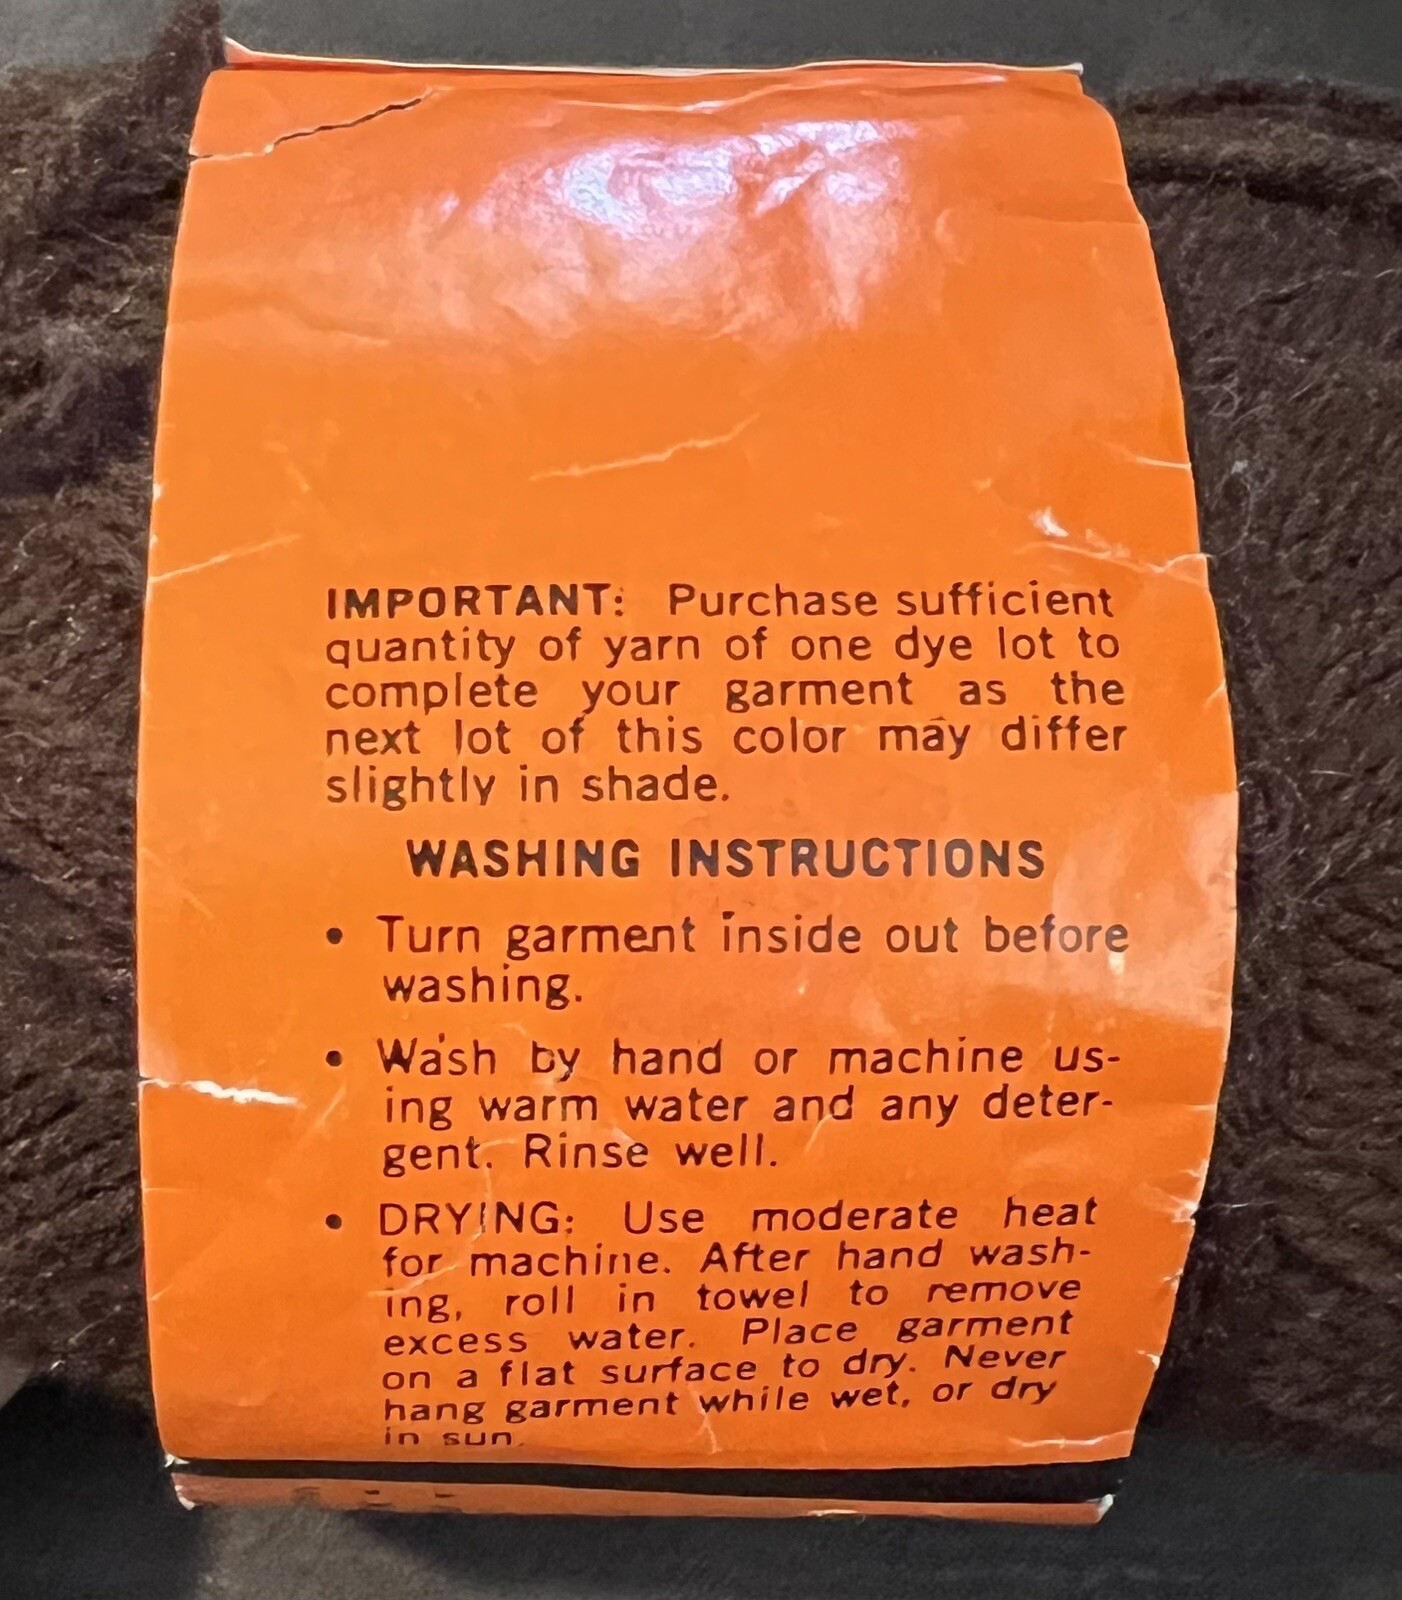 IMPORTANT: Purchase sufficient
quantity of yarn of one dye lot to
complete your garment as the
next lot of this color may differ
slightly in shade.
WASHING INSTRUCTIONS
• Turn garment inside out before
washing.
• Wash by hand or machine us-
ing warm water and any deter-
gent. Rinse well.
• DRYING: Use moderate heat
for machine. After hand wash-
ing, roll in towel to remove
excess water. Place garment
on a flat surface to dry. Never
hang garment while wet, or dry
in sun.